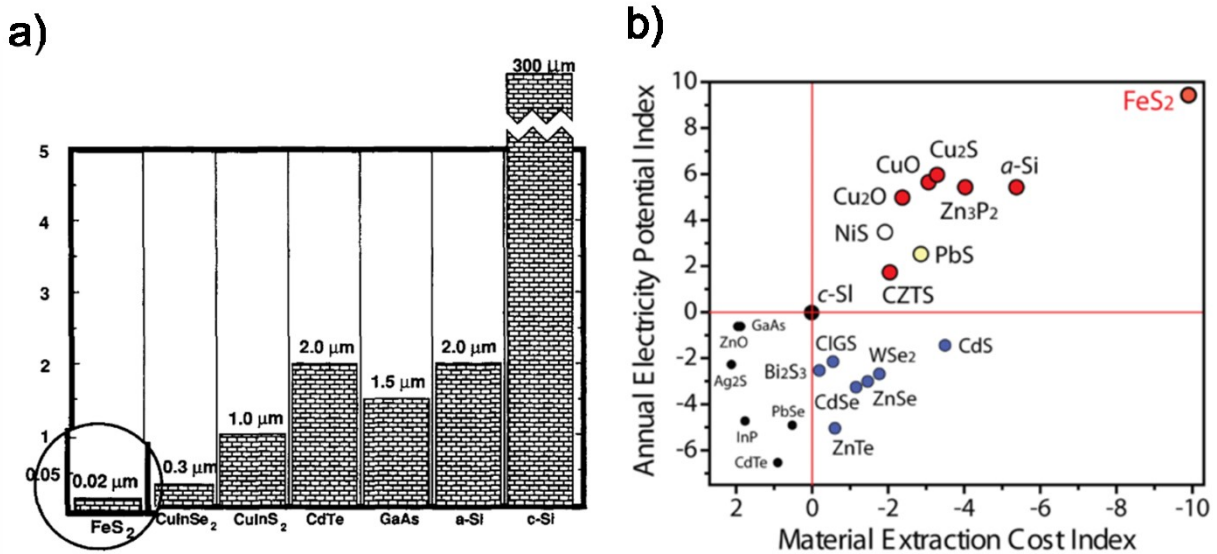 a)
300 µm
5
4
3
2
1
0.05
0.02 µm
0.3 µm
1.0 µm
2.0 µm
1.5 µm
2.0 µm
FeS2
CuInSe2
CuInS2
CdTe
GaAs
a-Si
c-Si
b)
Annual Electricity Potential Index
10
8
6
4
2
0
-2
-4
-6
FeS2
Cu2S
CuO
a-Si
Cu2O
Zn3P2
NiS
PbS
CZTS
c-SI
GaAs
ZnO
CIGS
WSe2
CdS
Ag2S
Bi2S3
CdSe
ZnSe
PbSe
InP
ZnTe
CdTe
2 0 -2 -4 -6 -8 -10
Material Extraction Cost Index